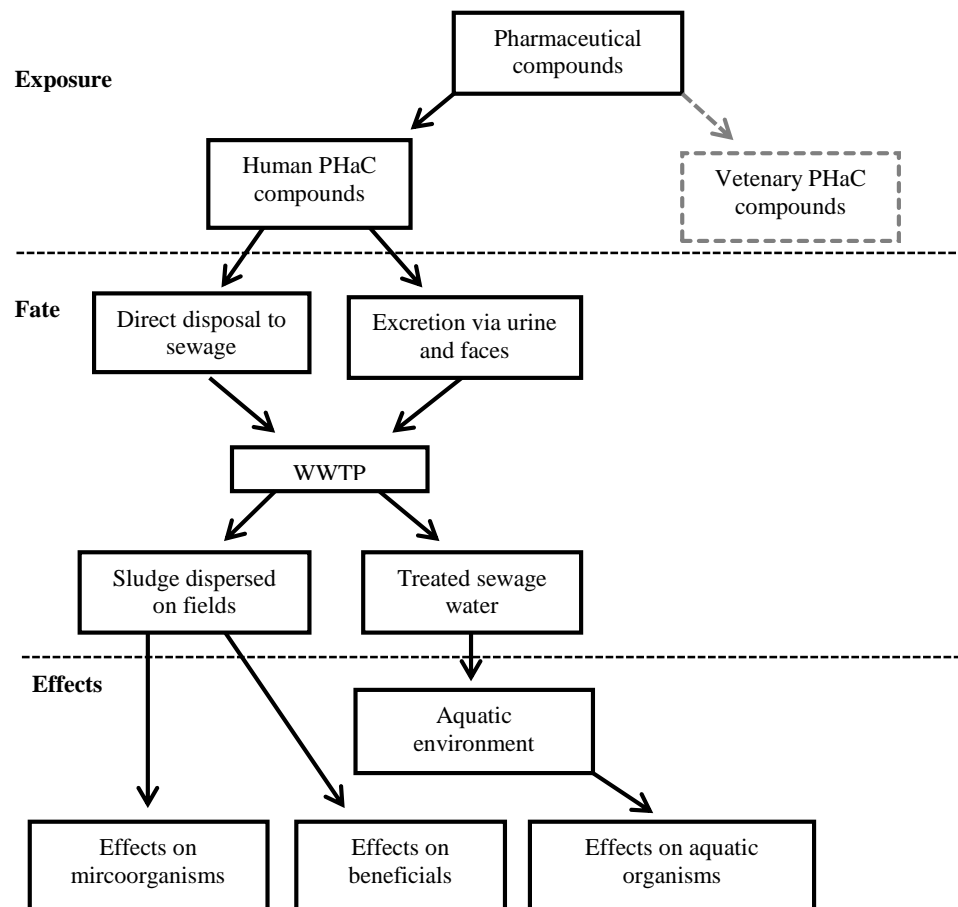 Pharmaceutical
compounds
Exposure
Human PHaC
compounds
Vetenary PHaC
compounds
Fate
Direct disposal to
sewage
Excretion via urine
and faces
WWTP
Sludge dispersed
on fields
Treated sewage
water
Effects
Aquatic
environment
Effects on
mircoorganisms
Effects on
beneficials
Effects on aquatic
organisms